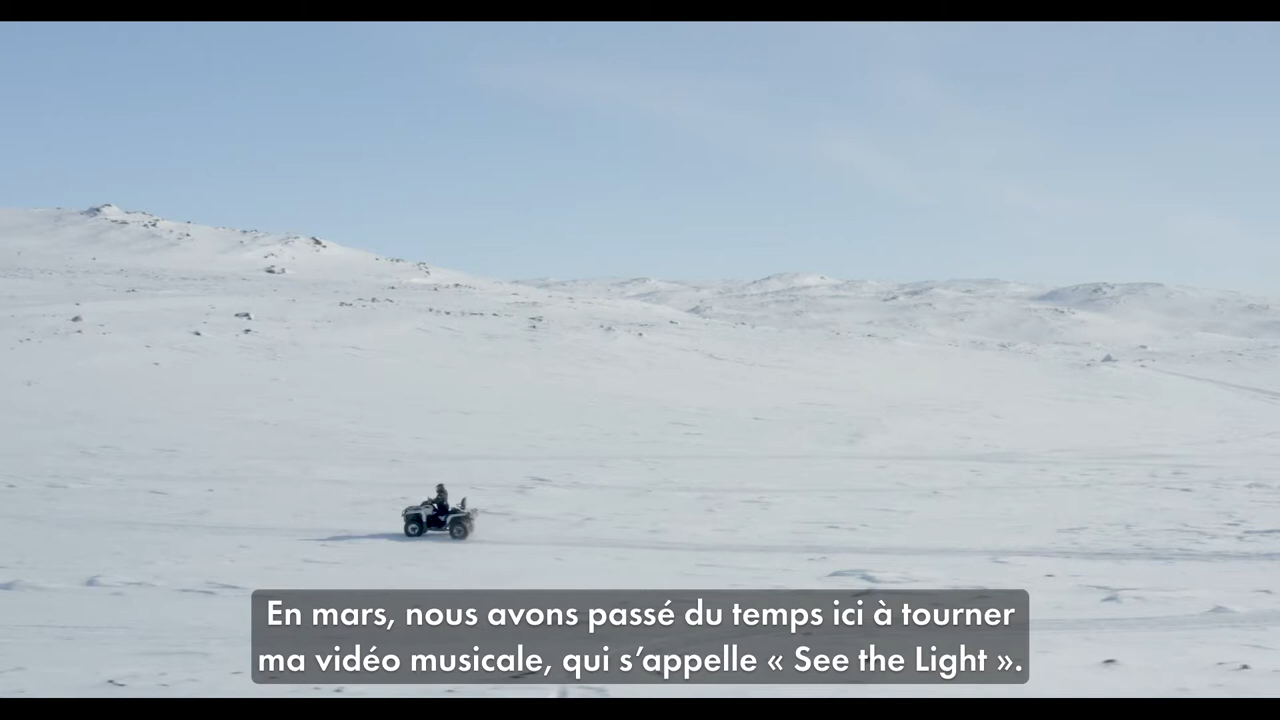 En mars, nous avons passé du temps ici à tourner
ma vidéo musicale, qui s’appelle « See the Light ».